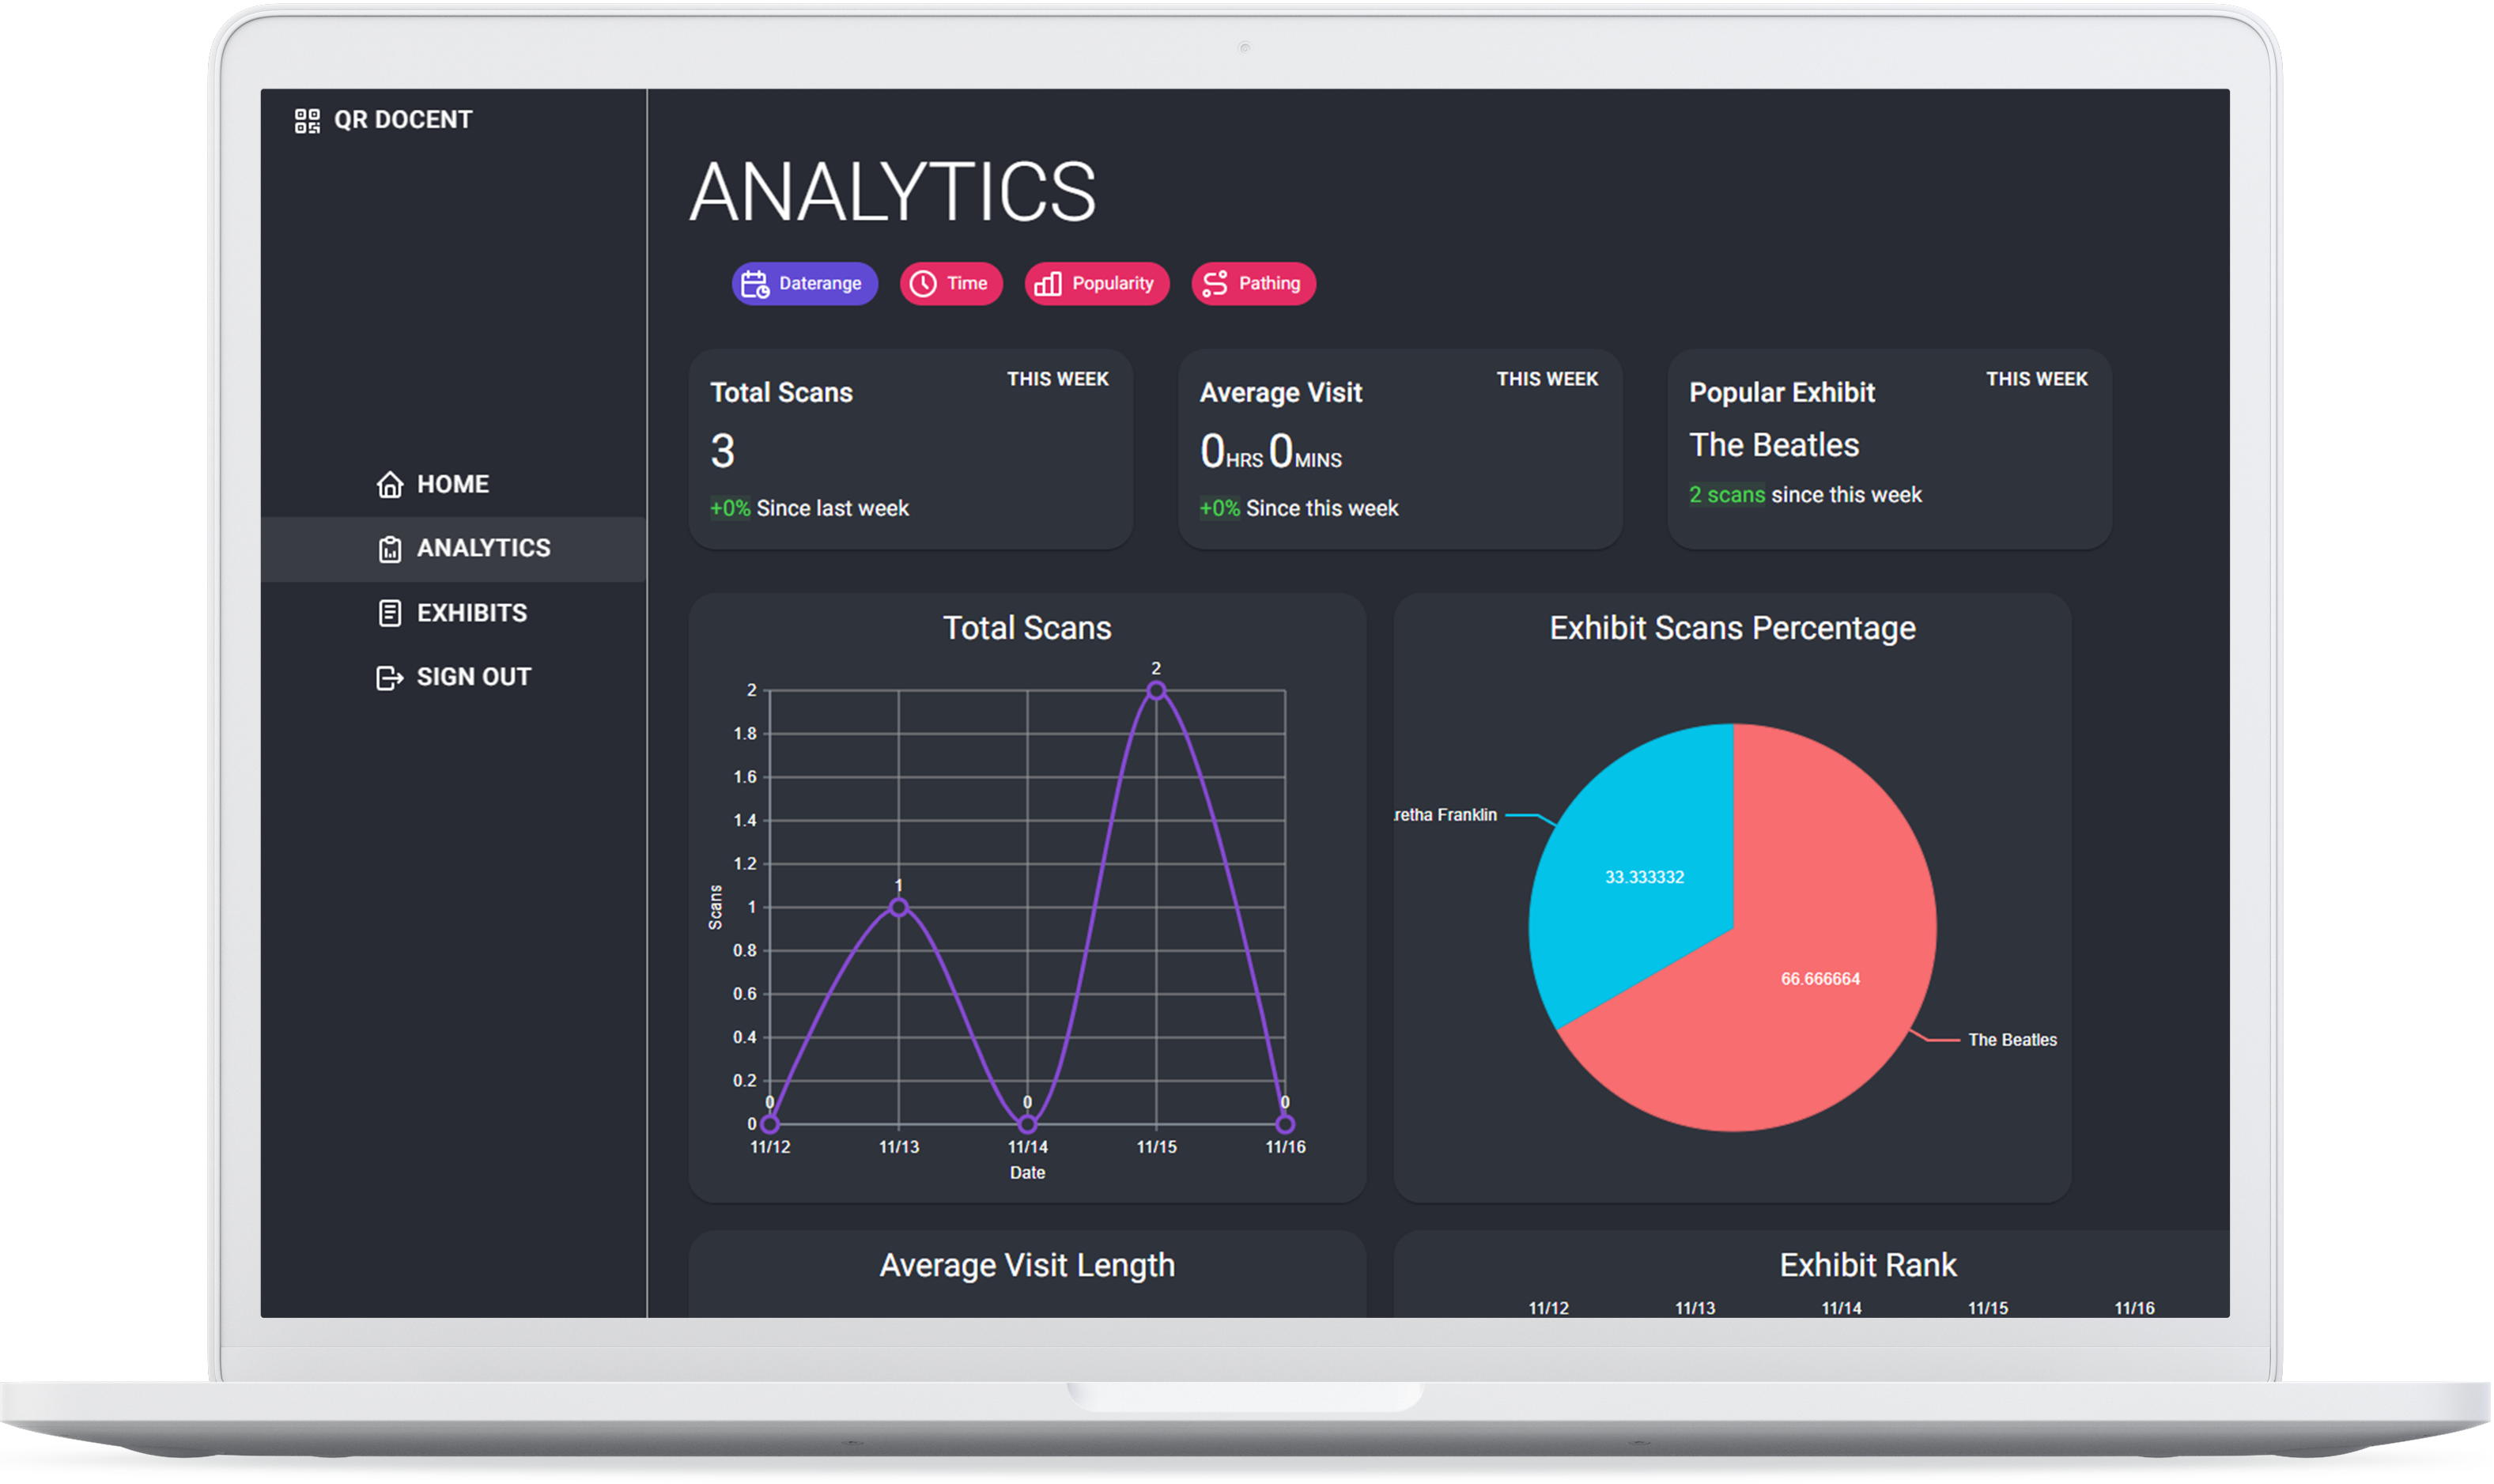 QR DOCENT
HOME
ANALYTICS
EXHIBITS
SIGN OUT
ANALYTICS
Daterange
Time
Popularity
Pathing
Total Scans
THIS WEEK
3
+0% Since last week
Average Visit
THIS WEEK
0HRS 0MINS
+0% Since this week
Popular Exhibit
THIS WEEK
The Beatles
2 scans since this week
Total Scans
Scans
2
1.8
1.6
1.4
1.2
1
0.8
0.6
0.4
0.2
0
0
1
0
2
0
11/12 11/13 11/14 11/15 11/16
Date
Exhibit Scans Percentage
retha Franklin
33.333332
66.666664
The Beatles
Average Visit Length
Exhibit Rank
11/12 11/13 11/14 11/15 11/16